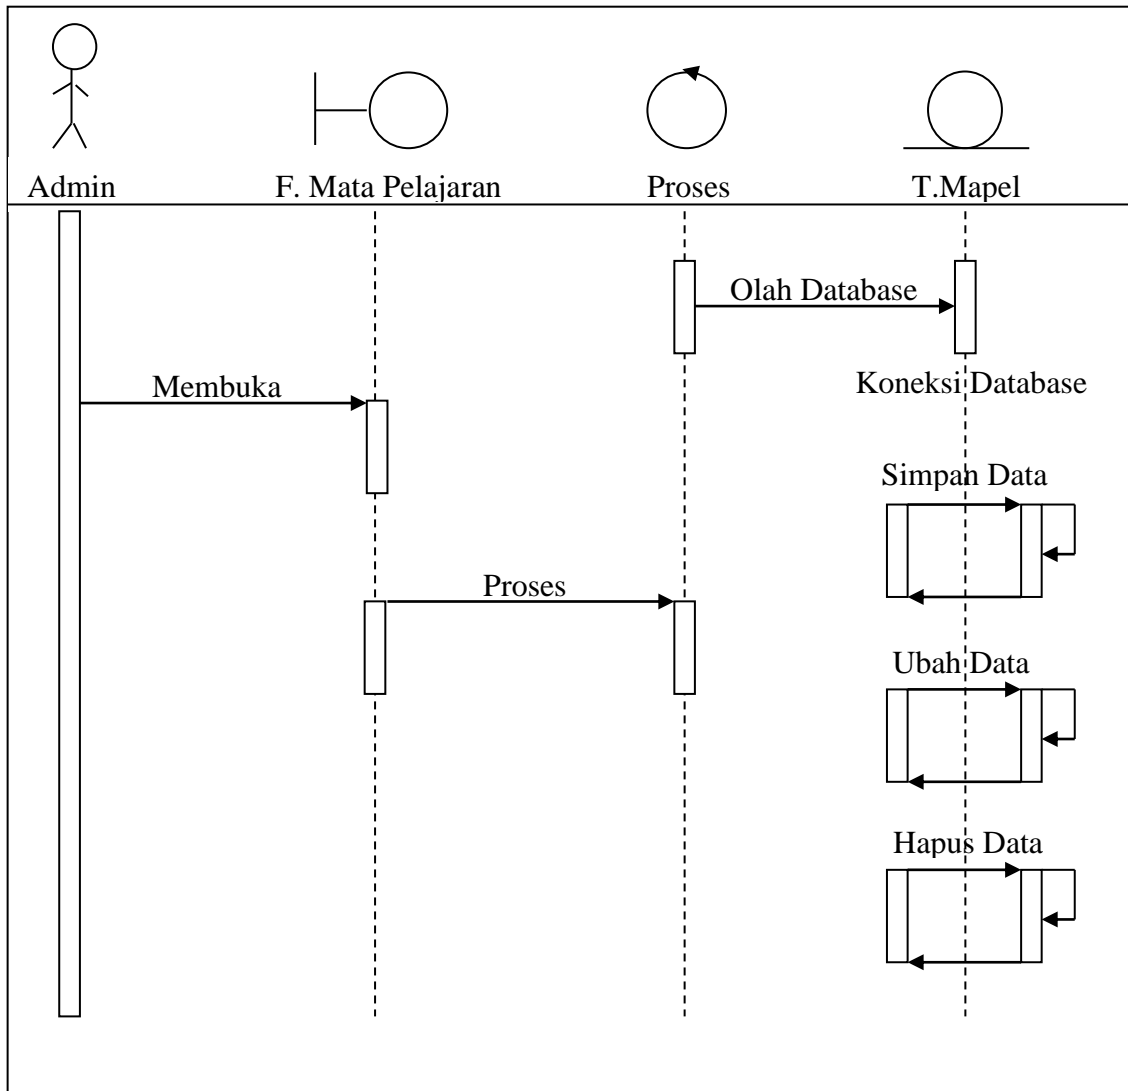 Admin
F. Mata Pelajaran
Proses
T.Mapel
Olah Database
Membuka
Koneksi Database
Simpan Data
Proses
Ubah Data
Hapus Data